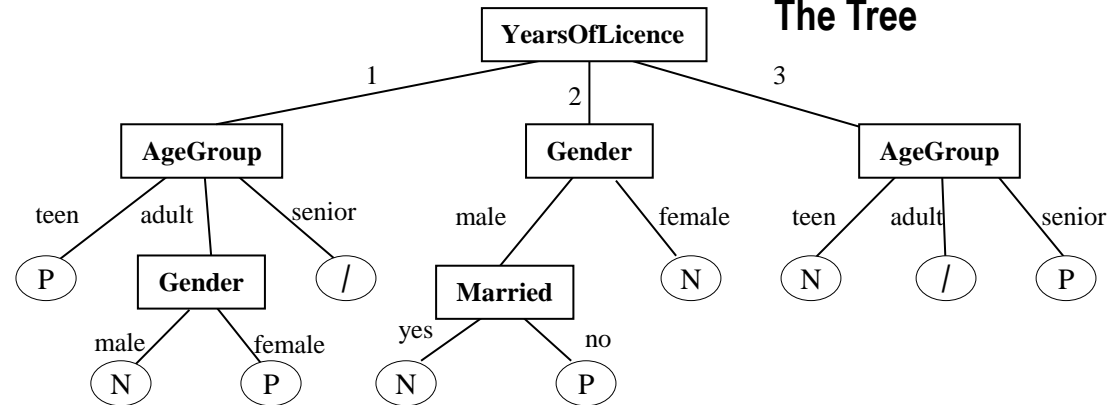 The Tree
YearsOfLicence
1
2
3
AgeGroup
Gender
AgeGroup
teen
adult
senior
male
female
teen
adult
senior
P
Gender
/
Married
N
N
/
P
male
female
yes
no
N
P
N
P